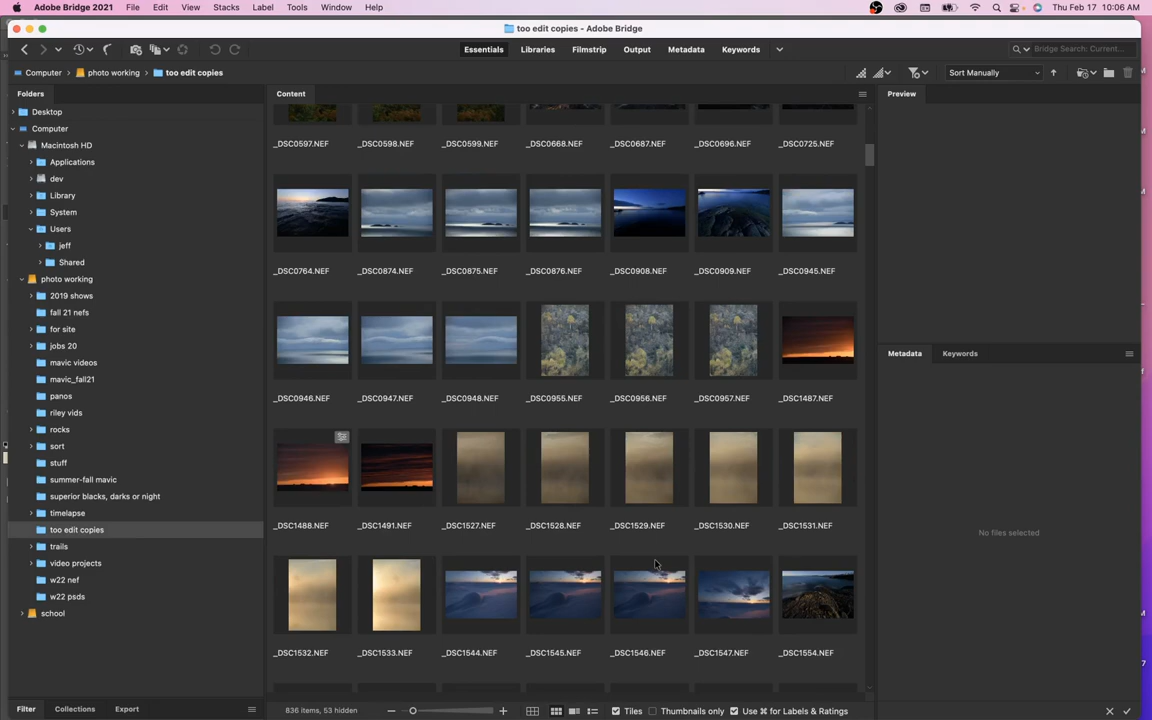 Adobe Bridge 2021 File Edit View Stacks Label Tools Window Help Thu Feb 17 10:06 AM
too edit copies - Adobe Bridge
Essentials Libraries Filmstrip Output Metadata Keywords Bridge Search: Current...
Computer photo working too edit copies Sort Manually
Folders
Desktop
Computer
Macintosh HD
Applications
dev
Library
System
Users
jeff
Shared
photo working
2019 shows
fall 21 nefs
for site
jobs 20
mavic videos
mavic_fall21
panos
riley vids
rocks
sort
stuff
summer-fall mavic
superior blacks, darks or night
timelapse
too edit copies
trails
video projects
w22 nef
w22 psds
school
Filter Collections Export
Content
_DSC0597.NEF _DSC0598.NEF _DSC0599.NEF _DSC0668.NEF _DSC0687.NEF _DSC0696.NEF _DSC0725.NEF
_DSC0764.NEF _DSC0874.NEF _DSC0875.NEF _DSC0876.NEF _DSC0908.NEF _DSC0909.NEF _DSC0945.NEF
_DSC0946.NEF _DSC0947.NEF _DSC0948.NEF _DSC0955.NEF _DSC0956.NEF _DSC0957.NEF _DSC1487.NEF
_DSC1488.NEF _DSC1491.NEF _DSC1527.NEF _DSC1528.NEF _DSC1529.NEF _DSC1530.NEF _DSC1531.NEF
_DSC1532.NEF _DSC1533.NEF _DSC1544.NEF _DSC1545.NEF _DSC1546.NEF _DSC1547.NEF _DSC1554.NEF
836 items, 53 hidden Tiles Thumbnails only Use ⌘ for Labels & Ratings
Preview
Metadata Keywords
No files selected